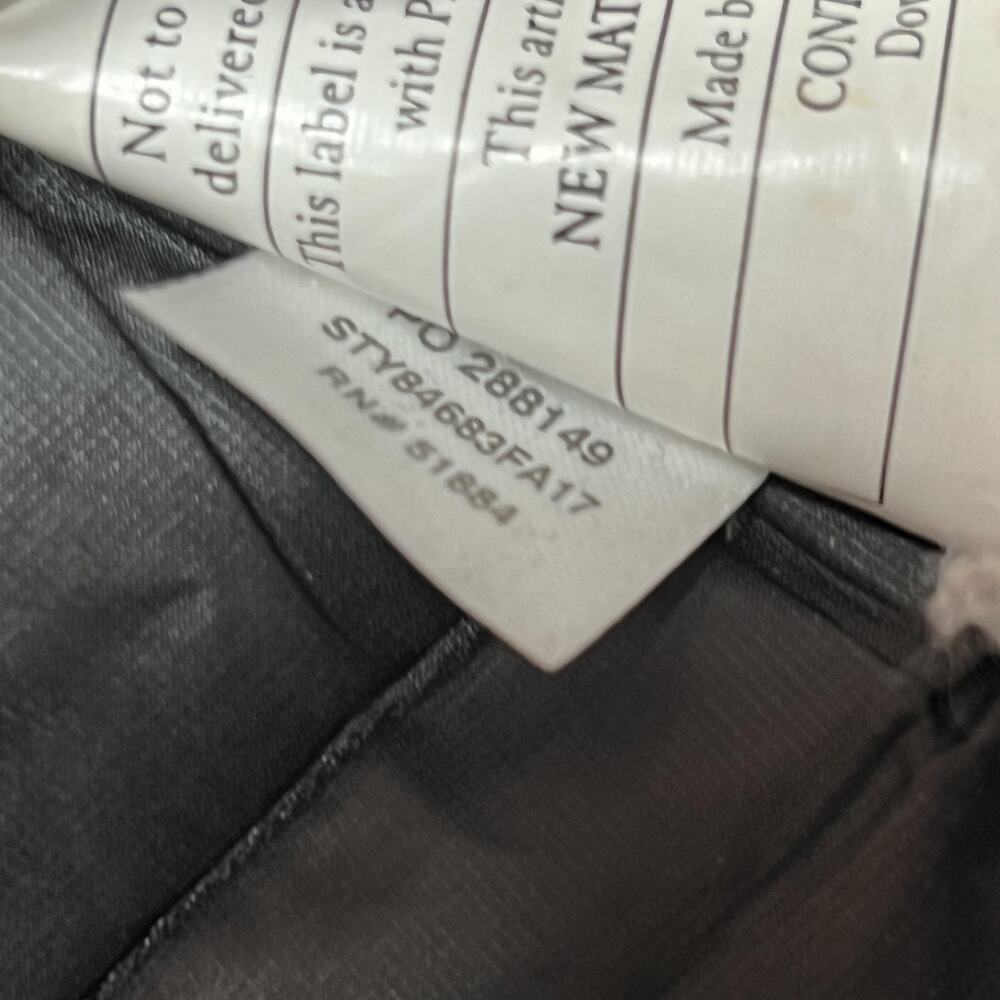 Not to
delivered
This label is a
with P
This arti
NEW MAT
Made b
CONT
Dow
PO 288149
STY84683FA17
RN# 51884